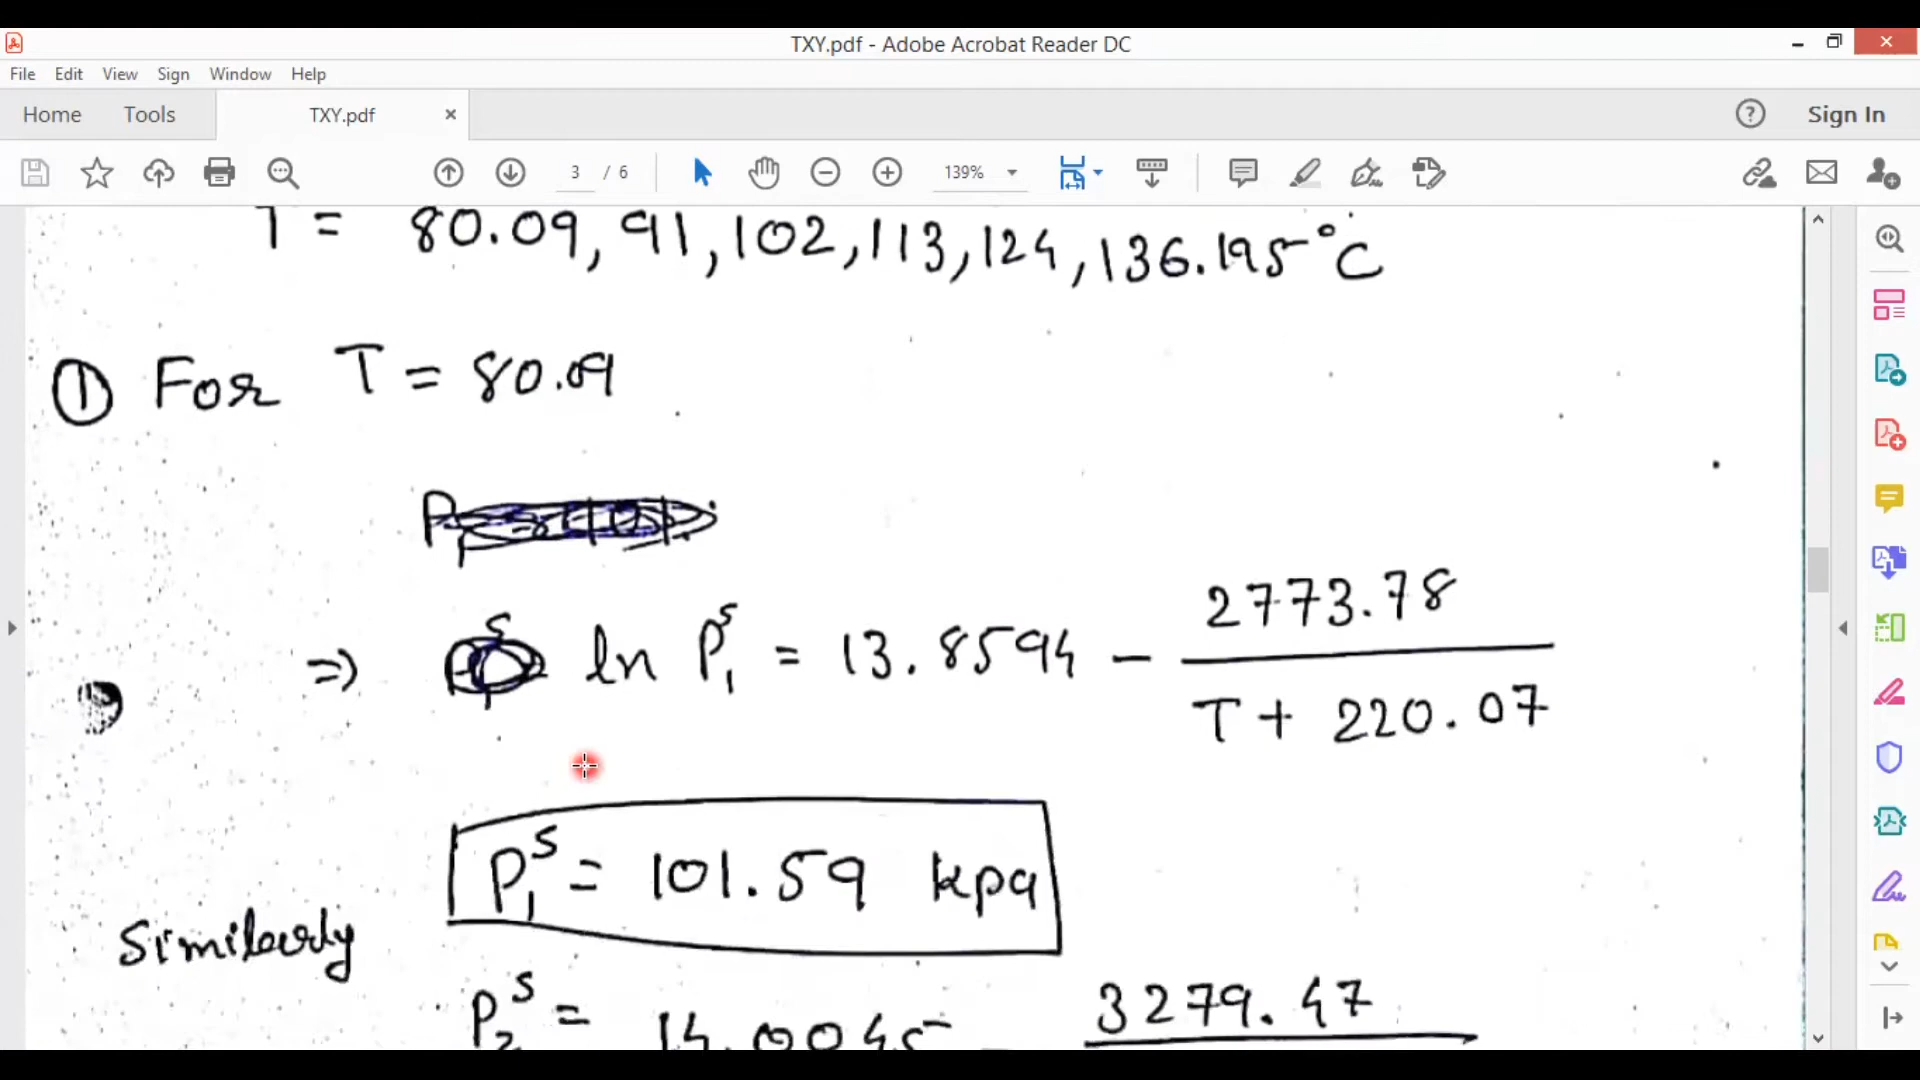 TXY.pdf - Adobe Acrobat Reader DC
File Edit View Sign Window Help
Home Tools TXY.pdf Sign In
3 / 6 139%
T = 80.09, 91, 102, 113, 124, 136.195°C
① For T = 80.09
⇒ ln P₁ˢ = 13.8594 − 2773.78 / T + 220.07
P₁ˢ = 101.59 kpa
Similarly
P₂ˢ = 14.0045 − 3279.47